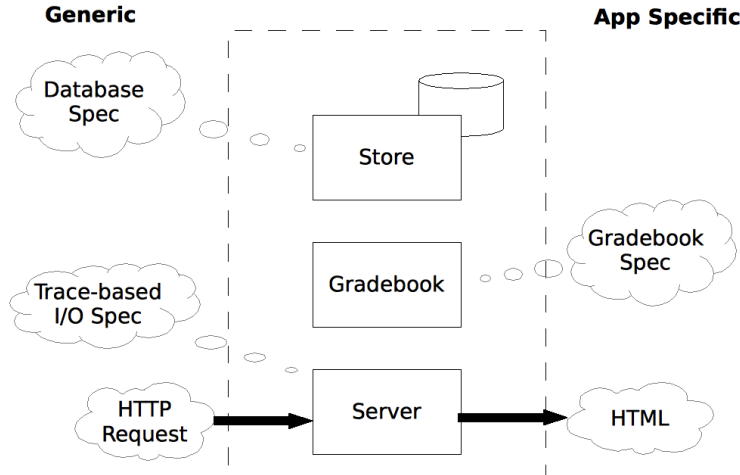 Generic
App Specific
Database
Spec
Store
Gradebook
Spec
Gradebook
Trace-based
I/O Spec
HTTP
Request
Server
HTML